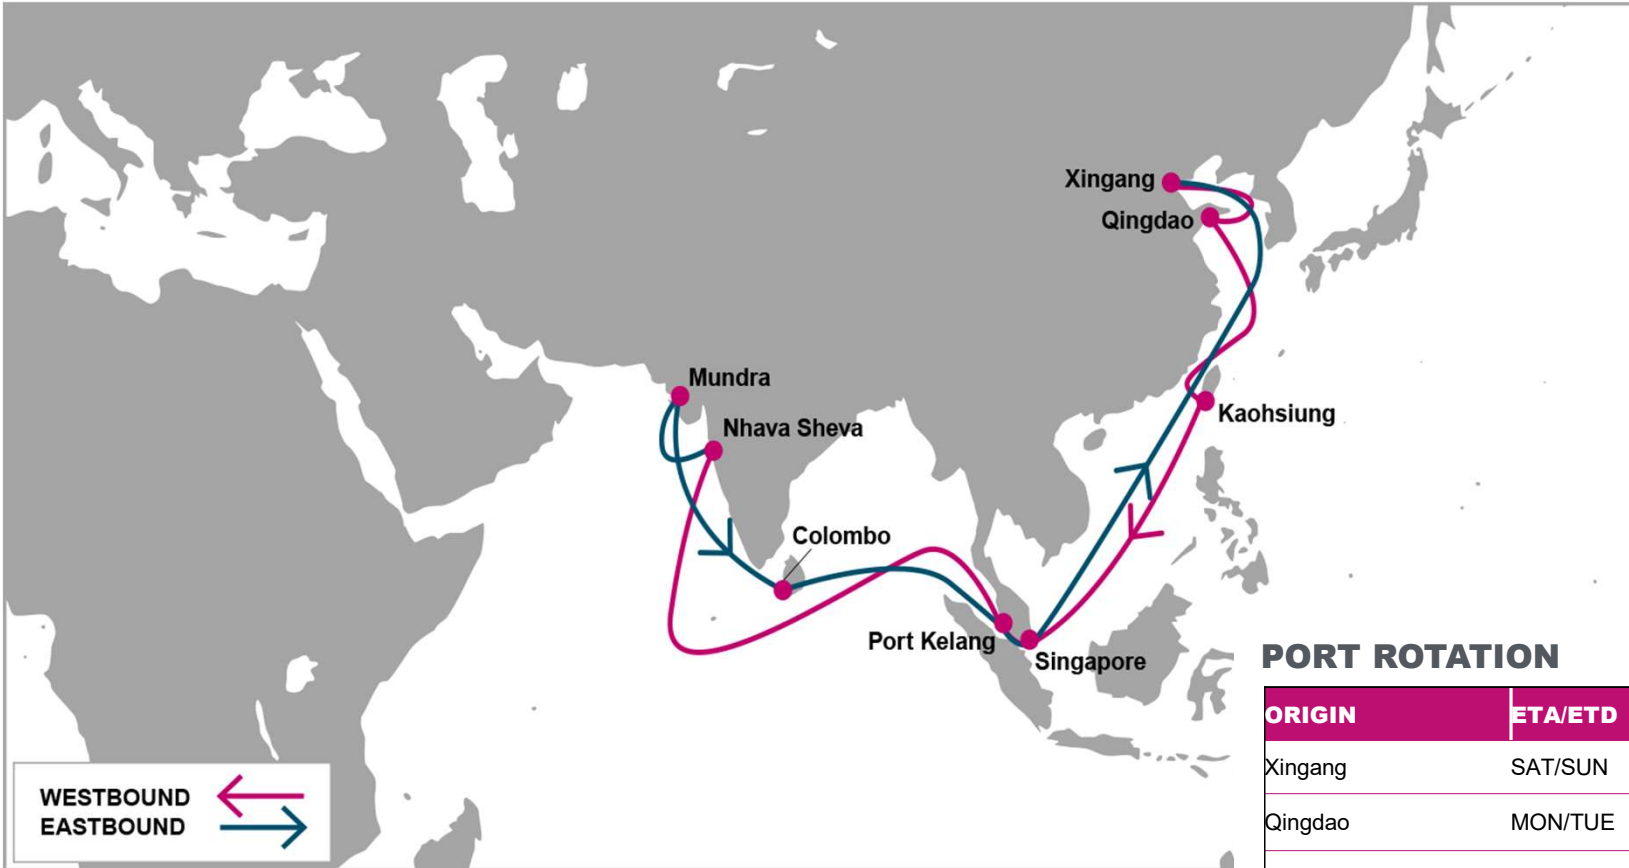 Xingang
Qingdao
Mundra
Nhava Sheva
Kaohsiung
Colombo
Port Kelang
Singapore
WESTBOUND
EASTBOUND
PORT ROTATION
ORIGIN ETA/ETD
Xingang SAT/SUN
Qingdao MON/TUE